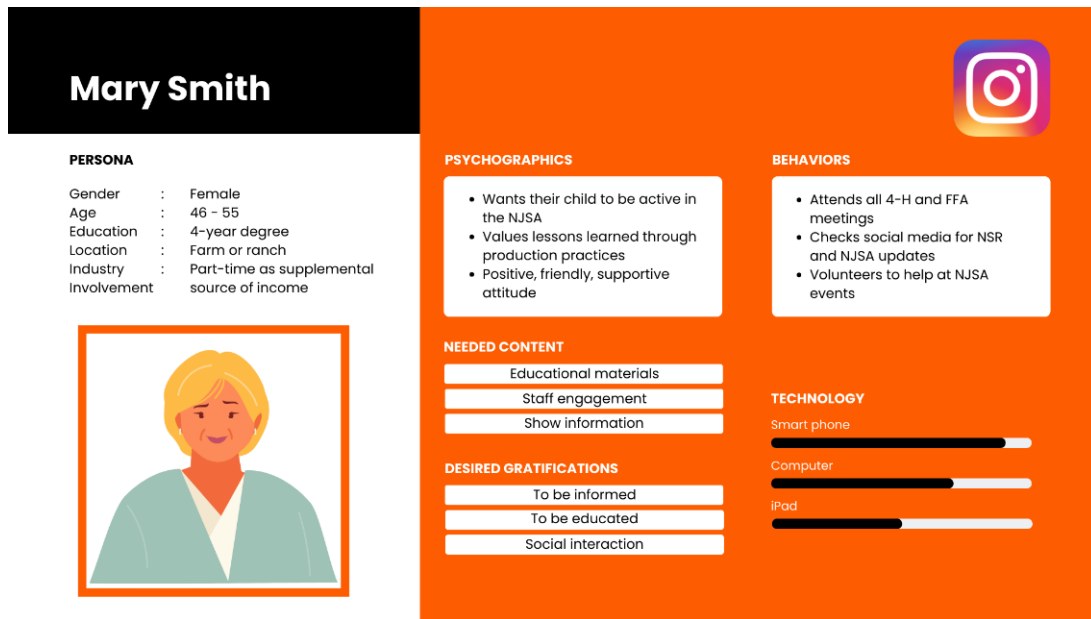 Mary Smith
PERSONA
Gender : Female
Age : 46 - 55
Education : 4-year degree
Location : Farm or ranch
Industry : Part-time as supplemental
Involvement source of income
PSYCHOGRAPHICS
• Wants their child to be active in
the NJSA
• Values lessons learned through
production practices
• Positive, friendly, supportive
attitude
NEEDED CONTENT
Educational materials
Staff engagement
Show information
DESIRED GRATIFICATIONS
To be informed
To be educated
Social interaction
BEHAVIORS
• Attends all 4-H and FFA
meetings
• Checks social media for NSR
and NJSA updates
• Volunteers to help at NJSA
events
TECHNOLOGY
Smart phone
Computer
iPad